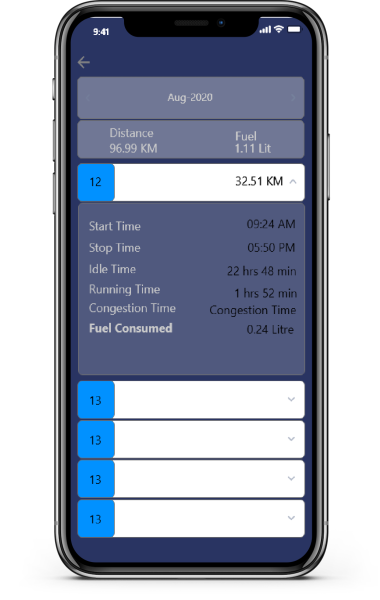 9:41
Aug-2020
Distance Fuel
96.99 KM 1.11 Lit
12 32.51 KM
Start Time 09:24 AM
Stop Time 05:50 PM
Idle Time 22 hrs 48 min
Running Time 1 hrs 52 min
Congestion Time Congestion Time
Fuel Consumed 0.24 Litre
13
13
13
13